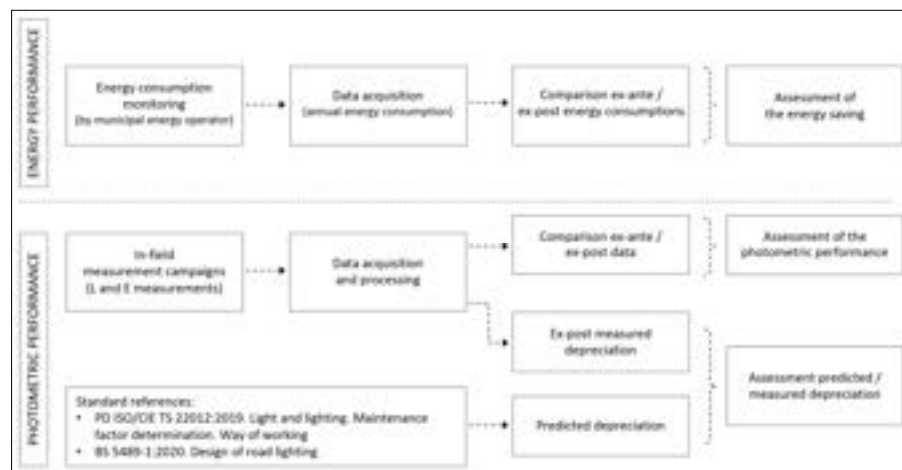 ENERGY PERFORMANCE
Energy consumption
monitoring
(by municipal energy operator)
Data acquisition
(annual energy consumption)
Comparison ex-ante /
ex-post energy consumptions
Assessment of
the energy saving
PHOTOMETRIC PERFORMANCE
In-field
measurement campaigns
(L and E measurements)
Data acquisition
and processing
Comparison ex-ante /
ex-post data
Assessment of the
photometric performance
Ex-post measured
depreciation
Standard references:
• PD ISO/CIE TS 22012:2019. Light and lighting. Maintenance
factor determination. Way of working
• BS 5489-1:2020. Design of road lighting
Predicted depreciation
Assessment predicted /
measured depreciation